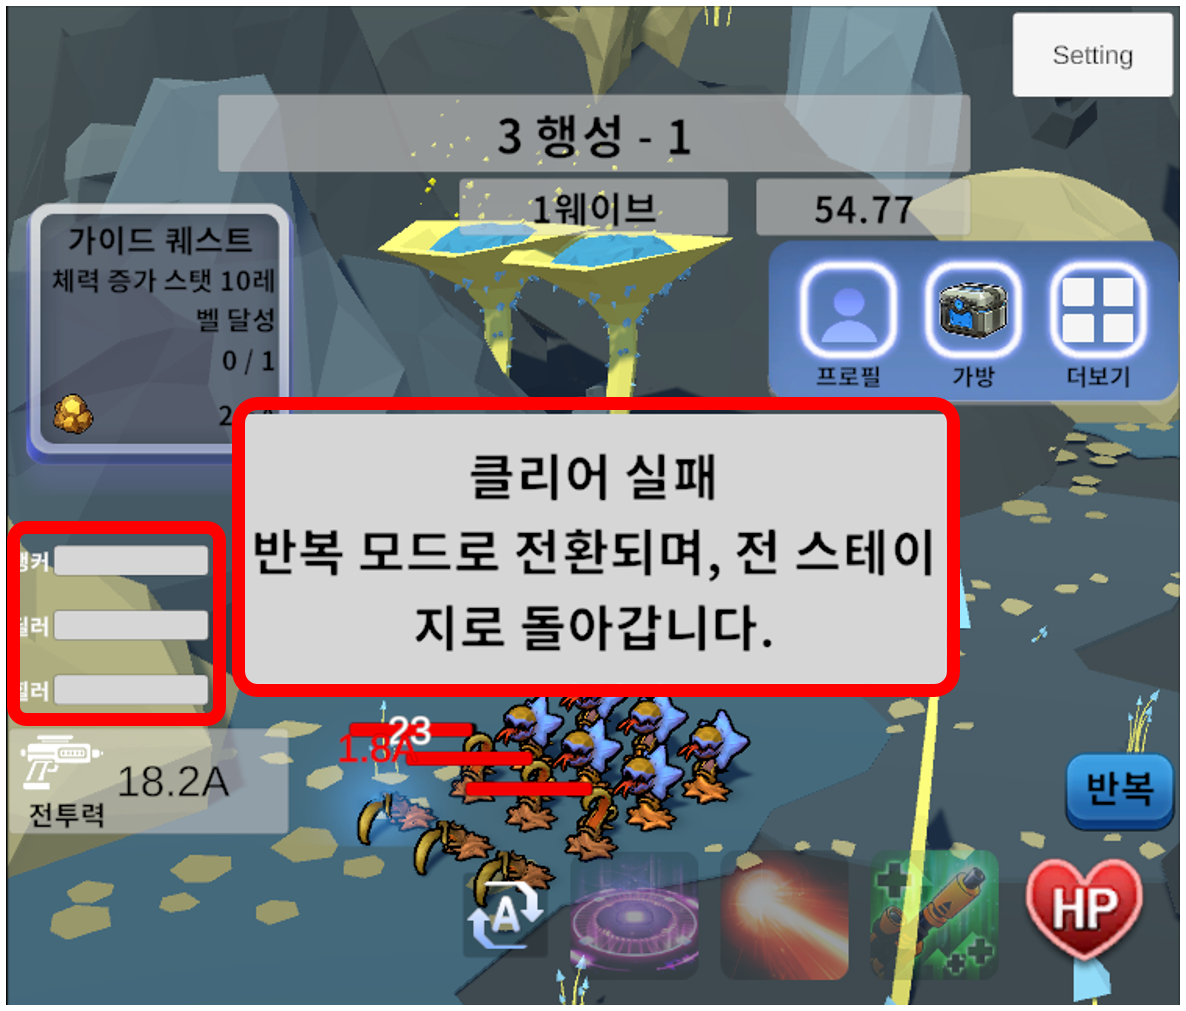 Setting
3 행성 - 1
1웨이브
54.77
가이드 퀘스트
체력 증가 스탯 10레
벨 달성
0 / 1
프로필
가방
더보기
클리어 실패
반복 모드로 전환되며, 전 스테이
지로 돌아갑니다.
23
1.8A
18.2A
전투력
반복
A
HP